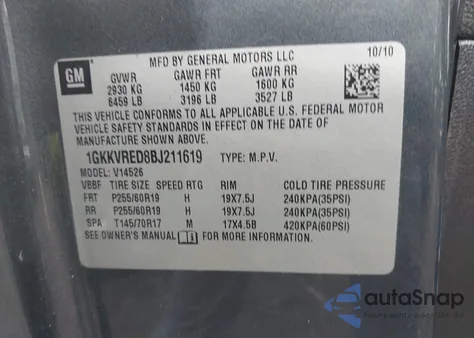 GM
MFD BY GENERAL MOTORS LLC 10/10
GVWR GAWR FRT GAWR RR
2930 KG 1450 KG 1600 KG
6459 LB 3196 LB 3527 LB
THIS VEHICLE CONFORMS TO ALL APPLICABLE U.S. FEDERAL MOTOR
VEHICLE SAFETY STANDARDS IN EFFECT ON THE DATE OF
MANUFACTURE SHOWN ABOVE.
1GKKVRED8BJ211619 TYPE: M.P.V.
MODEL: V14526
VBBF TIRE SIZE SPEED RTG RIM COLD TIRE PRESSURE
FRT P255/60R19 H 19X7.5J 240KPA(35PSI)
RR P255/60R19 H 19X7.5J 240KPA(35PSI)
SPA T145/70R17 M 17X4.5B 420KPA(60PSI)
SEE OWNER'S MANUAL FOR MORE INFORMATION.
autoSnap